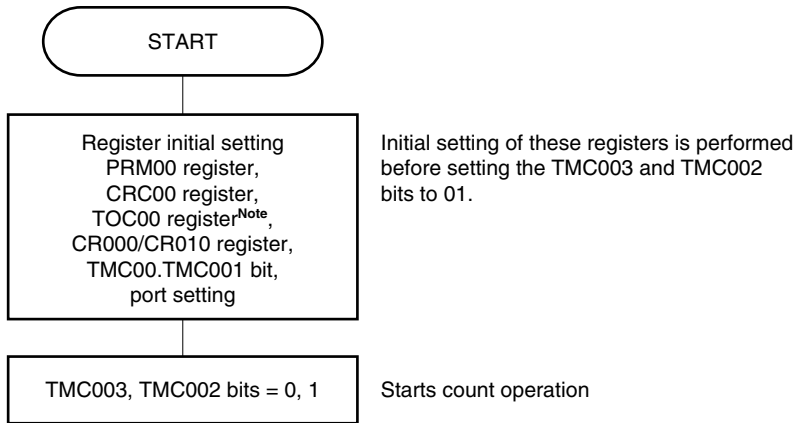 START
Register initial setting
PRM00 register,
CRC00 register,
TOC00 registerNote,
CR000/CR010 register,
TMC00.TMC001 bit,
port setting
Initial setting of these registers is performed
before setting the TMC003 and TMC002
bits to 01.
TMC003, TMC002 bits = 0, 1
Starts count operation